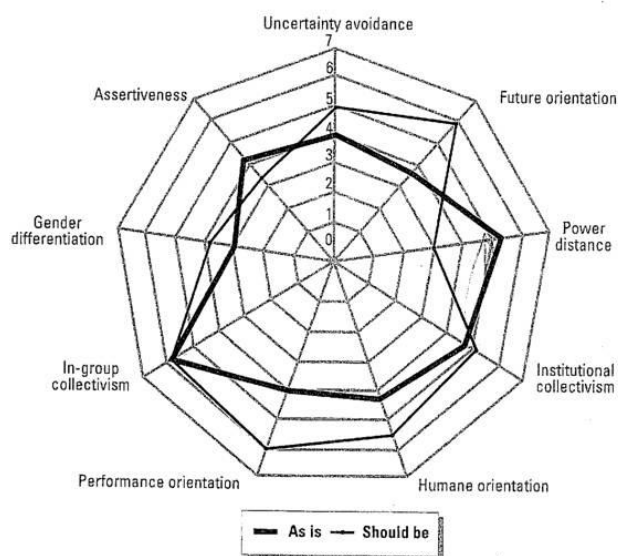 Uncertainty avoidance
7
6
5
4
3
2
1
0
Future orientation
Power
distance
Institutional
collectivism
Humane orientation
Performance orientation
In-group
collectivism
Gender
differentiation
Assertiveness
As is
Should be